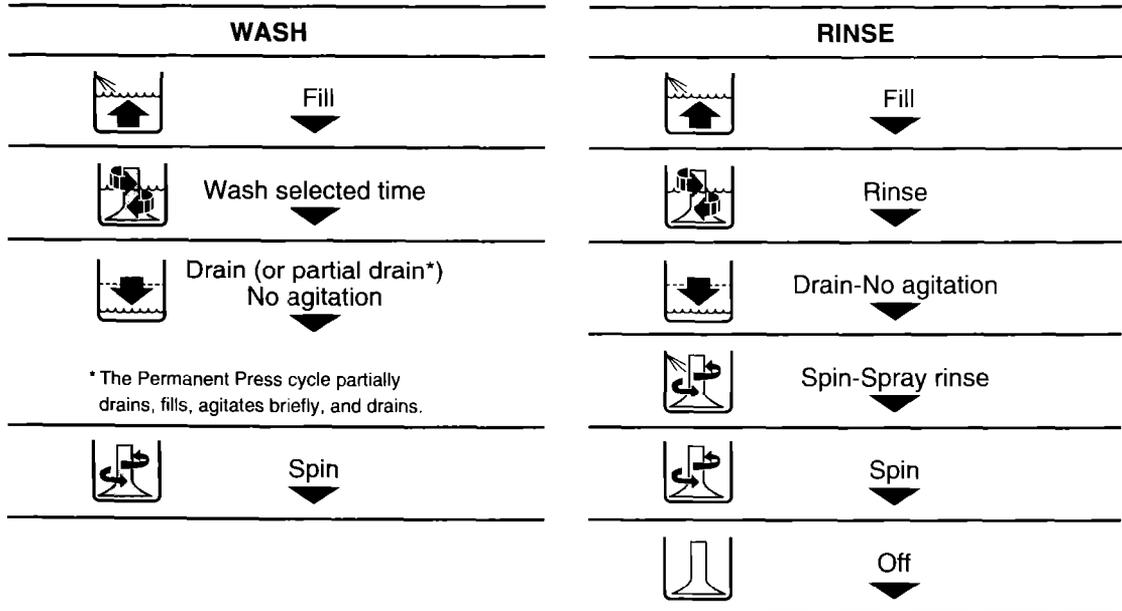 WASH
Fill
Wash selected time
Drain (or partial drain*)
No agitation
* The Permanent Press cycle partially
drains, fills, agitates briefly, and drains.
Spin
RINSE
Fill
Rinse
Drain-No agitation
Spin-Spray rinse
Spin
Off